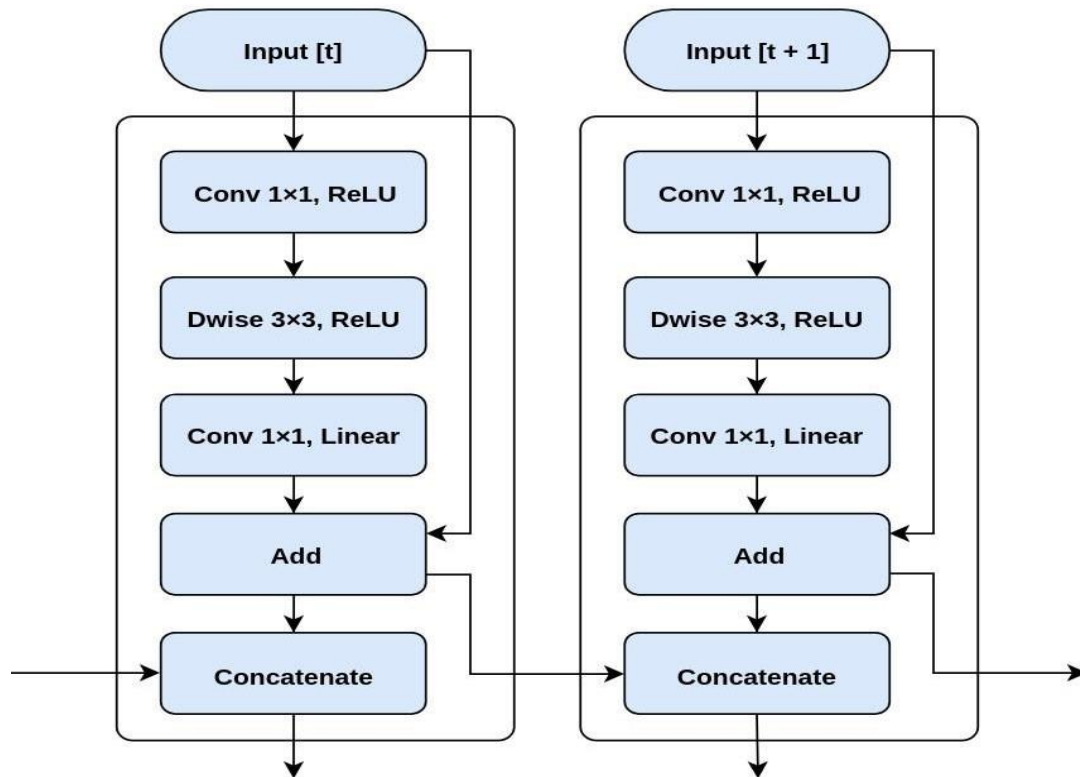 Input [t]
Conv 1×1, ReLU
Dwise 3×3, ReLU
Conv 1×1, Linear
Add
Concatenate
Input [t + 1]
Conv 1×1, ReLU
Dwise 3×3, ReLU
Conv 1×1, Linear
Add
Concatenate